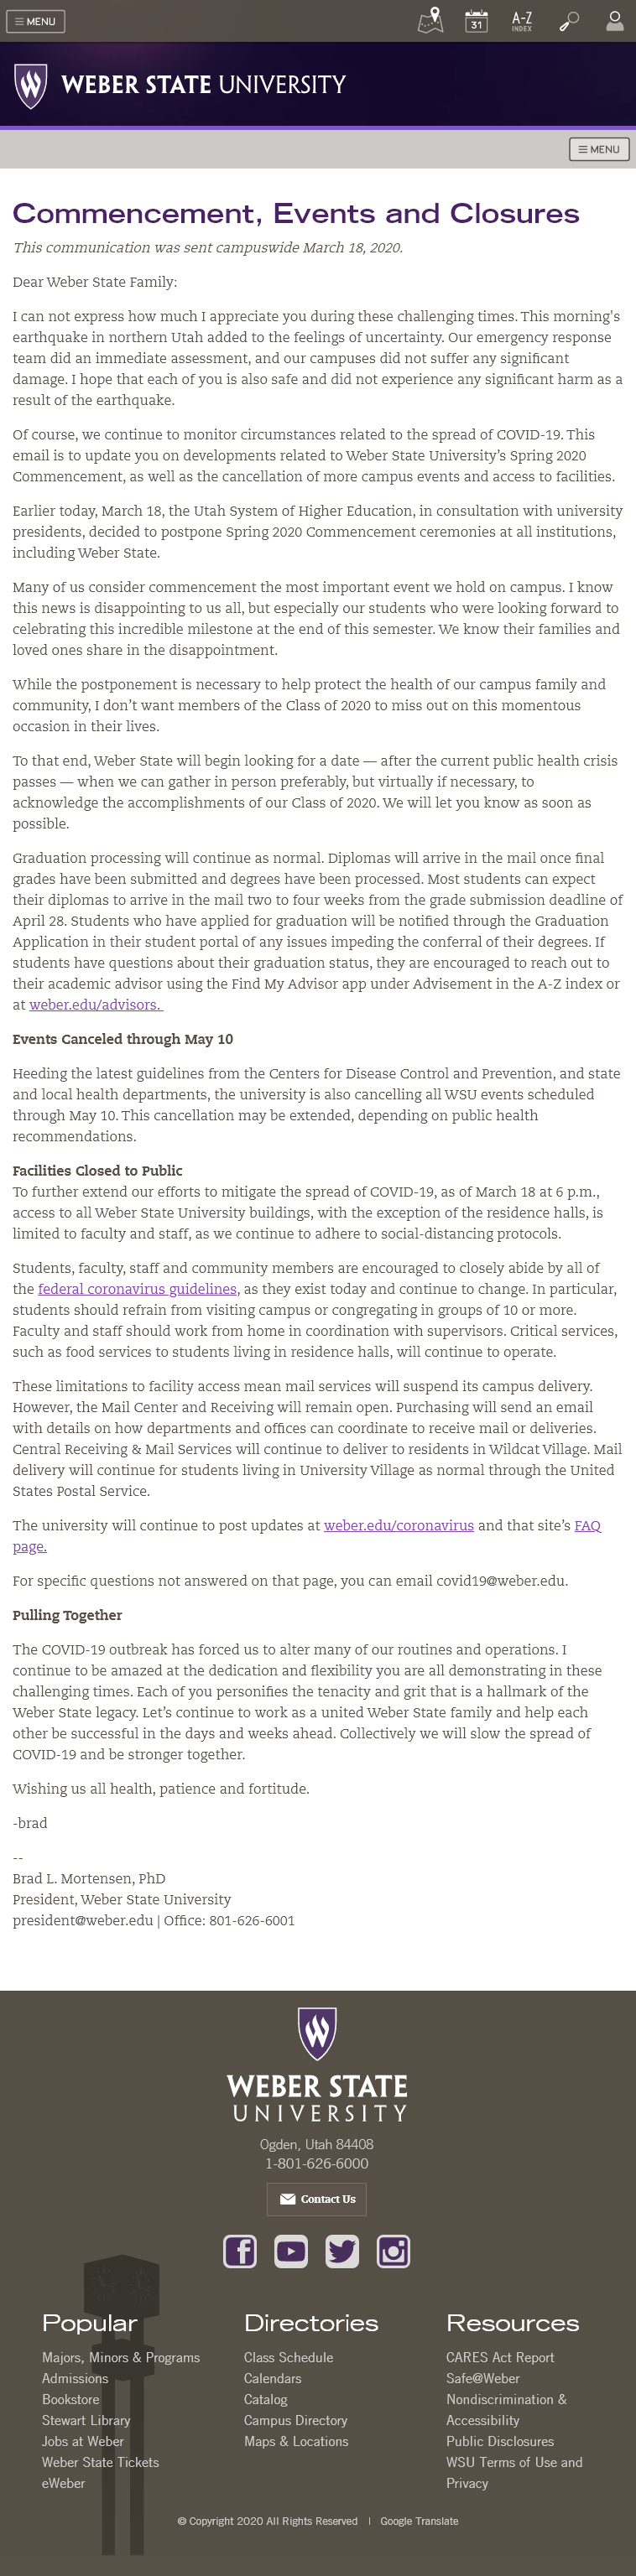 MENU
31
A-Z
INDEX
WEBER STATE UNIVERSITY
MENU
Commencement, Events and Closures
This communication was sent campuswide March 18, 2020.
Dear Weber State Family:
I can not express how much I appreciate you during these challenging times. This morning's
earthquake in northern Utah added to the feelings of uncertainty. Our emergency response
team did an immediate assessment, and our campuses did not suffer any significant
damage. I hope that each of you is also safe and did not experience any significant harm as a
result of the earthquake.
Of course, we continue to monitor circumstances related to the spread of COVID-19. This
email is to update you on developments related to Weber State University’s Spring 2020
Commencement, as well as the cancellation of more campus events and access to facilities.
Earlier today, March 18, the Utah System of Higher Education, in consultation with university
presidents, decided to postpone Spring 2020 Commencement ceremonies at all institutions,
including Weber State.
Many of us consider commencement the most important event we hold on campus. I know
this news is disappointing to us all, but especially our students who were looking forward to
celebrating this incredible milestone at the end of this semester. We know their families and
loved ones share in the disappointment.
While the postponement is necessary to help protect the health of our campus family and
community, I don’t want members of the Class of 2020 to miss out on this momentous
occasion in their lives.
To that end, Weber State will begin looking for a date — after the current public health crisis
passes — when we can gather in person preferably, but virtually if necessary, to
acknowledge the accomplishments of our Class of 2020. We will let you know as soon as
possible.
Graduation processing will continue as normal. Diplomas will arrive in the mail once final
grades have been submitted and degrees have been processed. Most students can expect
their diplomas to arrive in the mail two to four weeks from the grade submission deadline of
April 28. Students who have applied for graduation will be notified through the Graduation
Application in their student portal of any issues impeding the conferral of their degrees. If
students have questions about their graduation status, they are encouraged to reach out to
their academic advisor using the Find My Advisor app under Advisement in the A-Z index or
at weber.edu/advisors.
Events Canceled through May 10
Heeding the latest guidelines from the Centers for Disease Control and Prevention, and state
and local health departments, the university is also cancelling all WSU events scheduled
through May 10. This cancellation may be extended, depending on public health
recommendations.
Facilities Closed to Public
To further extend our efforts to mitigate the spread of COVID-19, as of March 18 at 6 p.m.,
access to all Weber State University buildings, with the exception of the residence halls, is
limited to faculty and staff, as we continue to adhere to social-distancing protocols.
Students, faculty, staff and community members are encouraged to closely abide by all of
the federal coronavirus guidelines, as they exist today and continue to change. In particular,
students should refrain from visiting campus or congregating in groups of 10 or more.
Faculty and staff should work from home in coordination with supervisors. Critical services,
such as food services to students living in residence halls, will continue to operate.
These limitations to facility access mean mail services will suspend its campus delivery.
However, the Mail Center and Receiving will remain open. Purchasing will send an email
with details on how departments and offices can coordinate to receive mail or deliveries.
Central Receiving & Mail Services will continue to deliver to residents in Wildcat Village. Mail
delivery will continue for students living in University Village as normal through the United
States Postal Service.
The university will continue to post updates at weber.edu/coronavirus and that site’s FAQ
page.
For specific questions not answered on that page, you can email covid19@weber.edu.
Pulling Together
The COVID-19 outbreak has forced us to alter many of our routines and operations. I
continue to be amazed at the dedication and flexibility you are all demonstrating in these
challenging times. Each of you personifies the tenacity and grit that is a hallmark of the
Weber State legacy. Let’s continue to work as a united Weber State family and help each
other be successful in the days and weeks ahead. Collectively we will slow the spread of
COVID-19 and be stronger together.
Wishing us all health, patience and fortitude.
-brad
--
Brad L. Mortensen, PhD
President, Weber State University
president@weber.edu | Office: 801-626-6001
WEBER STATE
UNIVERSITY
Ogden, Utah 84408
1-801-626-6000
Contact Us
Popular
Majors, Minors & Programs
Admissions
Bookstore
Stewart Library
Jobs at Weber
Weber State Tickets
eWeber
Directories
Class Schedule
Calendars
Catalog
Campus Directory
Maps & Locations
Resources
CARES Act Report
Safe@Weber
Nondiscrimination &
Accessibility
Public Disclosures
WSU Terms of Use and
Privacy
© Copyright 2020 All Rights Reserved | Google Translate